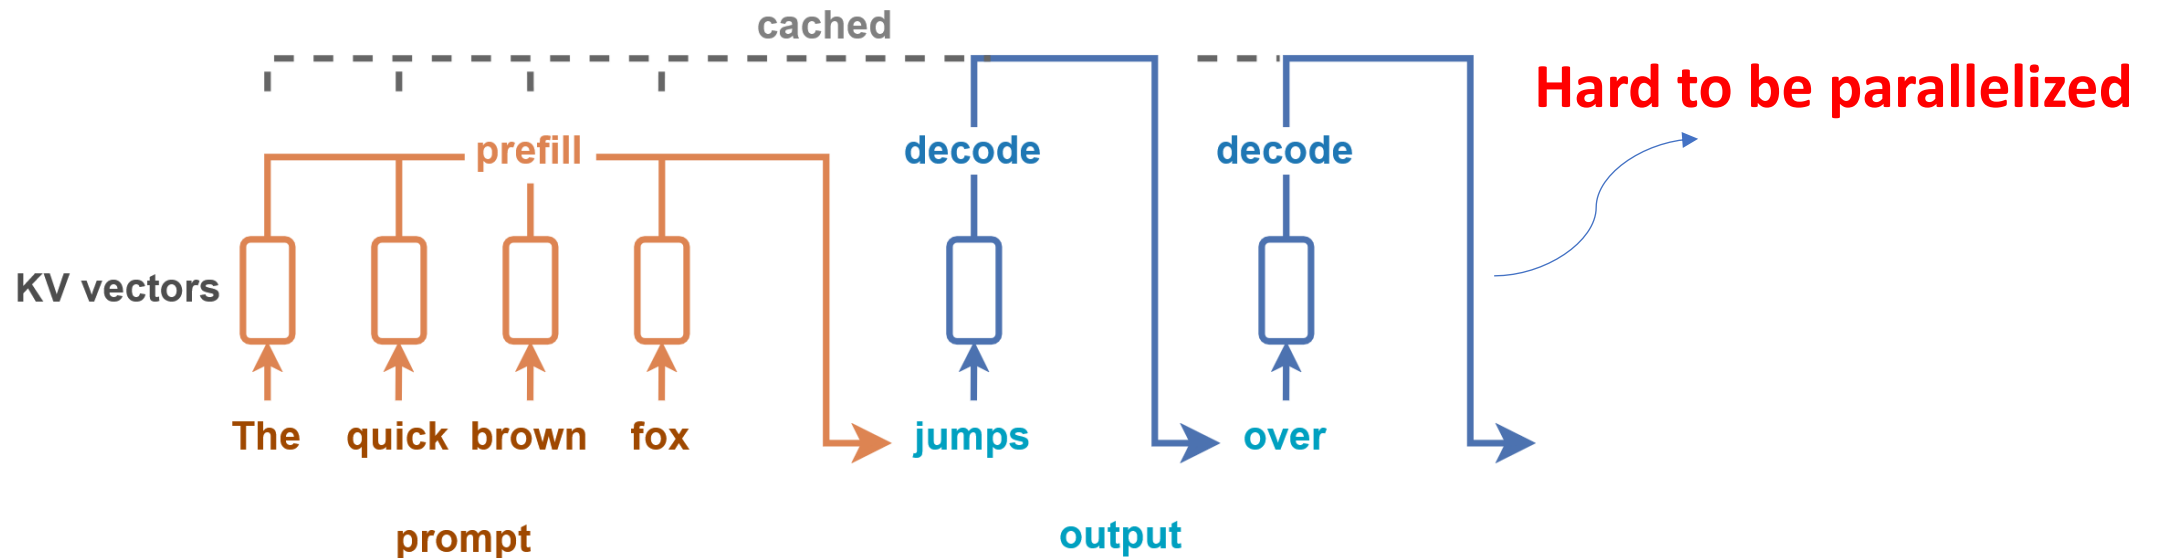 cached
Hard to be parallelized
prefill
decode
decode
KV vectors
The quick brown fox jumps over
prompt
output